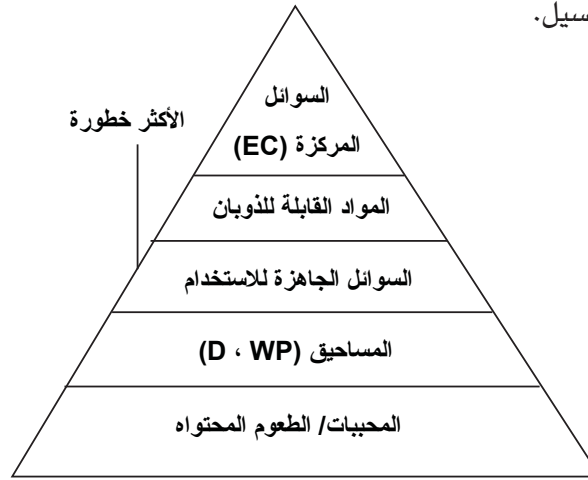 سيل.
السوائل
الأكثر خطورة
المركزة (EC)
المواد القابلة للذوبان
السوائل الجاهزة للاستخدام
المساحيق (D ، WP)
المحببات/ الطعوم المحتواه